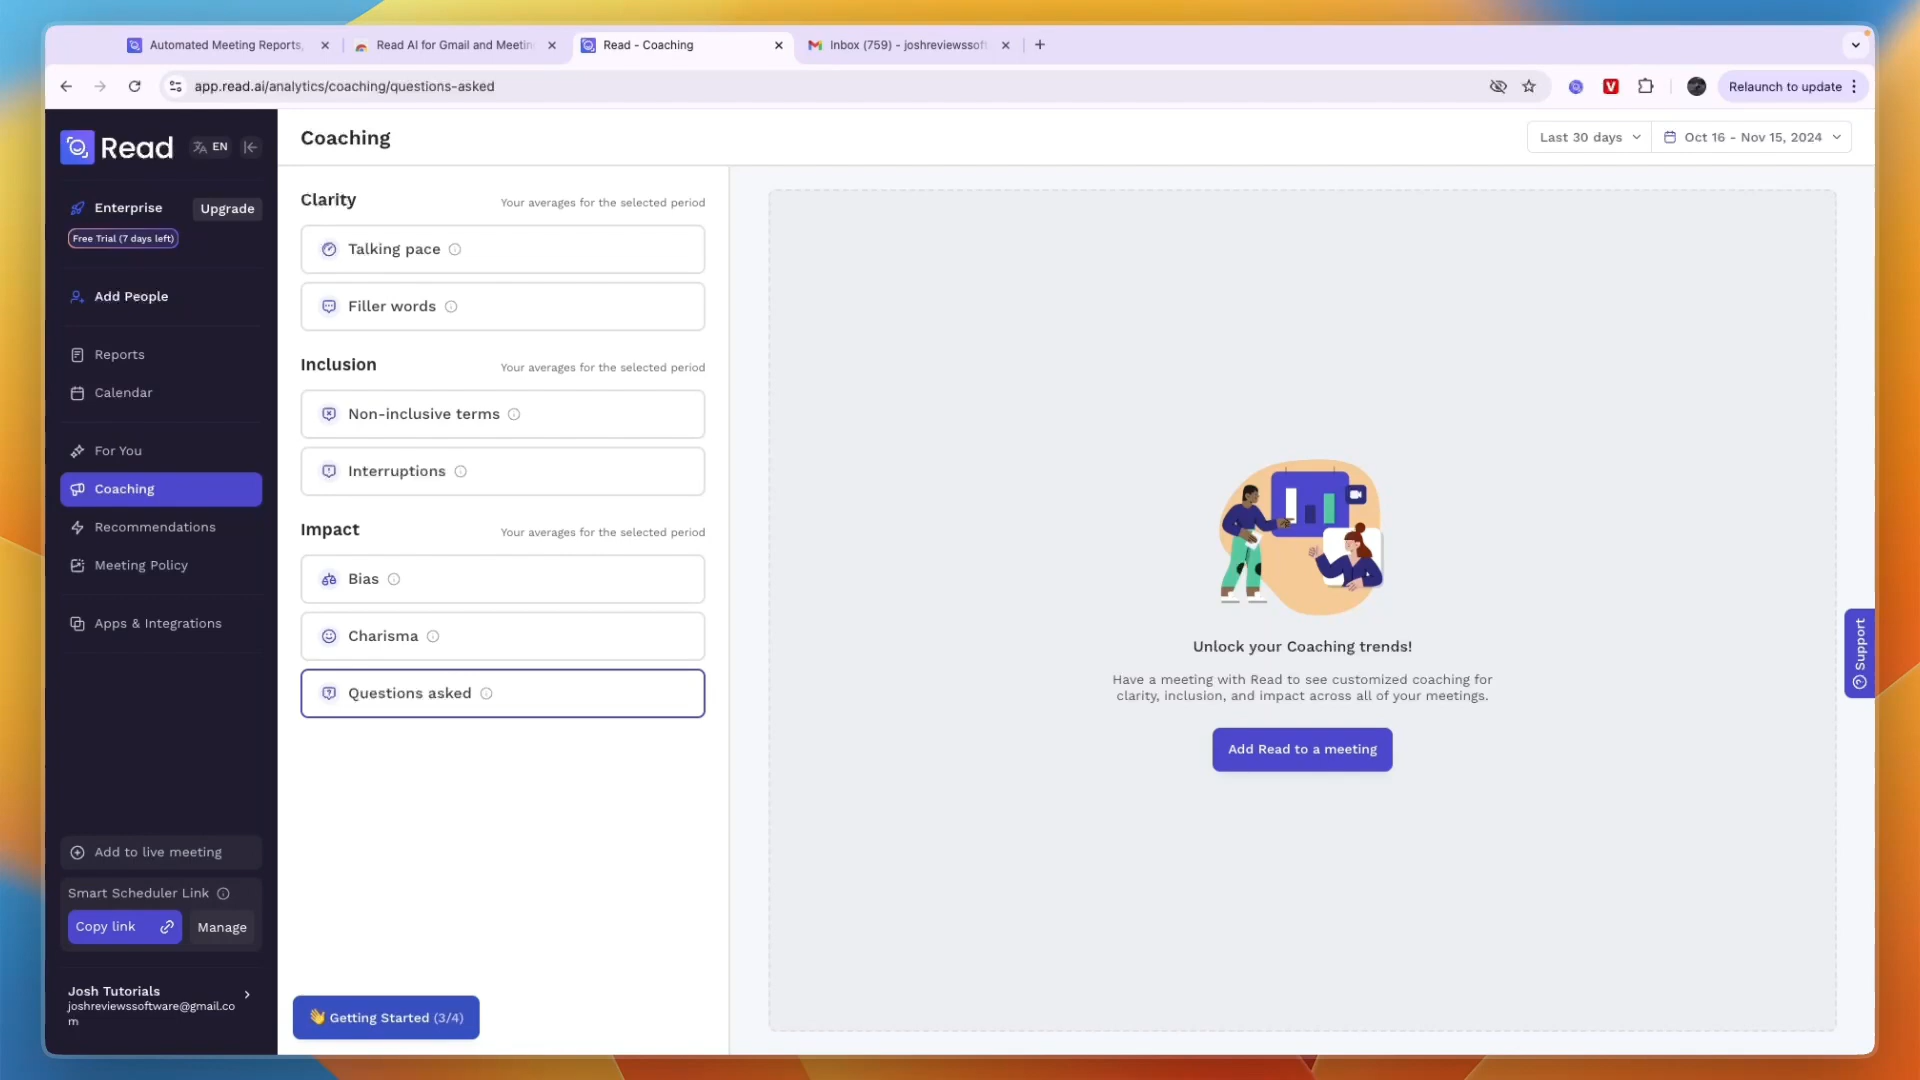 Automated Meeting Reports,
Read AI for Gmail and Meetin
Read - Coaching
Inbox (759) - joshreviewssoft
app.read.ai/analytics/coaching/questions-asked
Relaunch to update
Read
EN
Enterprise
Upgrade
Free Trial (7 days left)
Add People
Reports
Calendar
For You
Coaching
Recommendations
Meeting Policy
Apps & Integrations
Add to live meeting
Smart Scheduler Link
Copy link
Manage
Josh Tutorials
joshreviewssoftware@gmail.co
m
Coaching
Last 30 days
Oct 16 - Nov 15, 2024
Clarity
Your averages for the selected period
Talking pace
Filler words
Inclusion
Your averages for the selected period
Non-inclusive terms
Interruptions
Impact
Your averages for the selected period
Bias
Charisma
Questions asked
👋 Getting Started (3/4)
Unlock your Coaching trends!
Have a meeting with Read to see customized coaching for
clarity, inclusion, and impact across all of your meetings.
Add Read to a meeting
Support